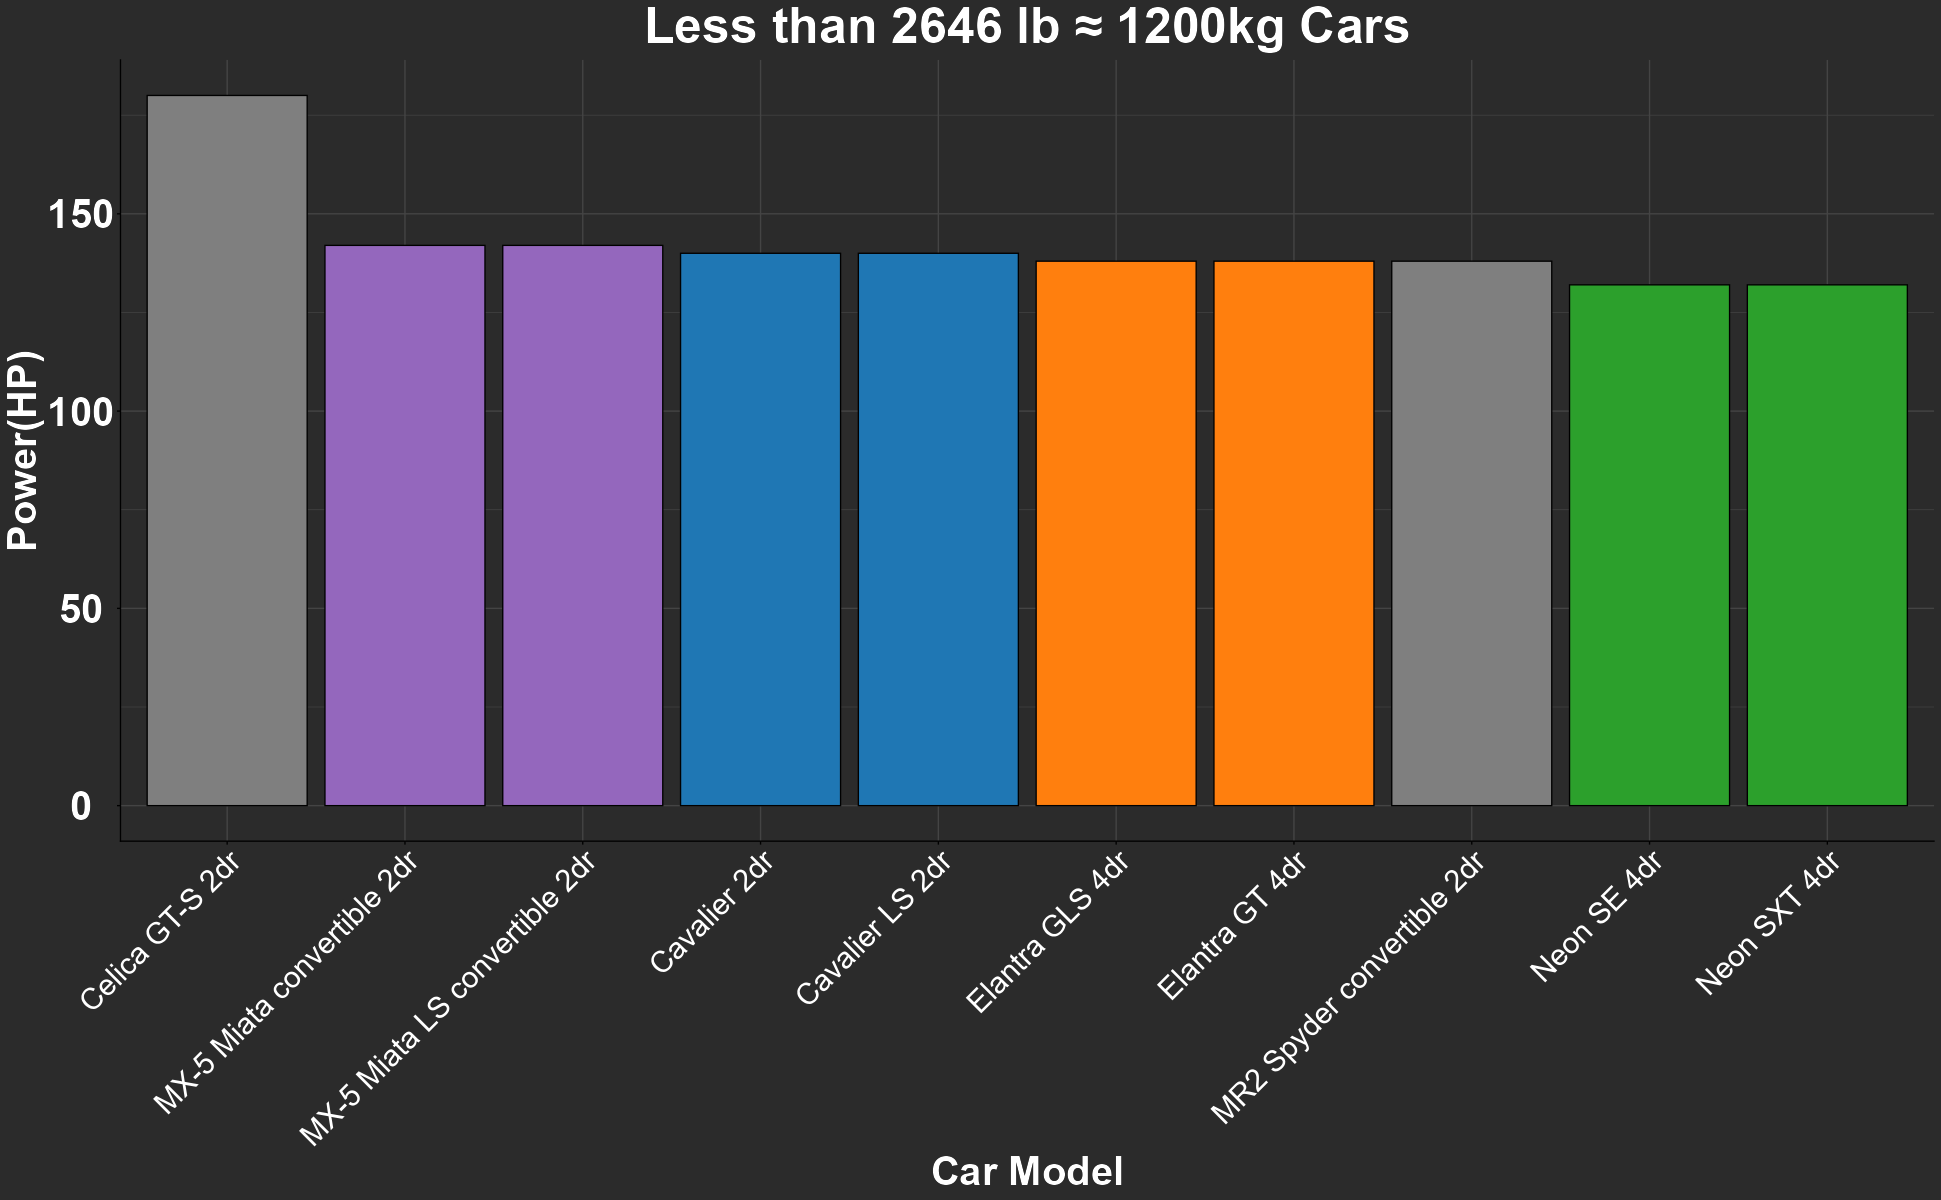 Less than 2646 lb ≈ 1200kg Cars
Power(HP)
150
100
50
0
Celica GT-S 2dr
MX-5 Miata convertible 2dr
MX-5 Miata LS convertible 2dr
Cavalier 2dr
Cavalier LS 2dr
Elantra GLS 4dr
Elantra GT 4dr
MR2 Spyder convertible 2dr
Neon SE 4dr
Neon SXT 4dr
Car Model